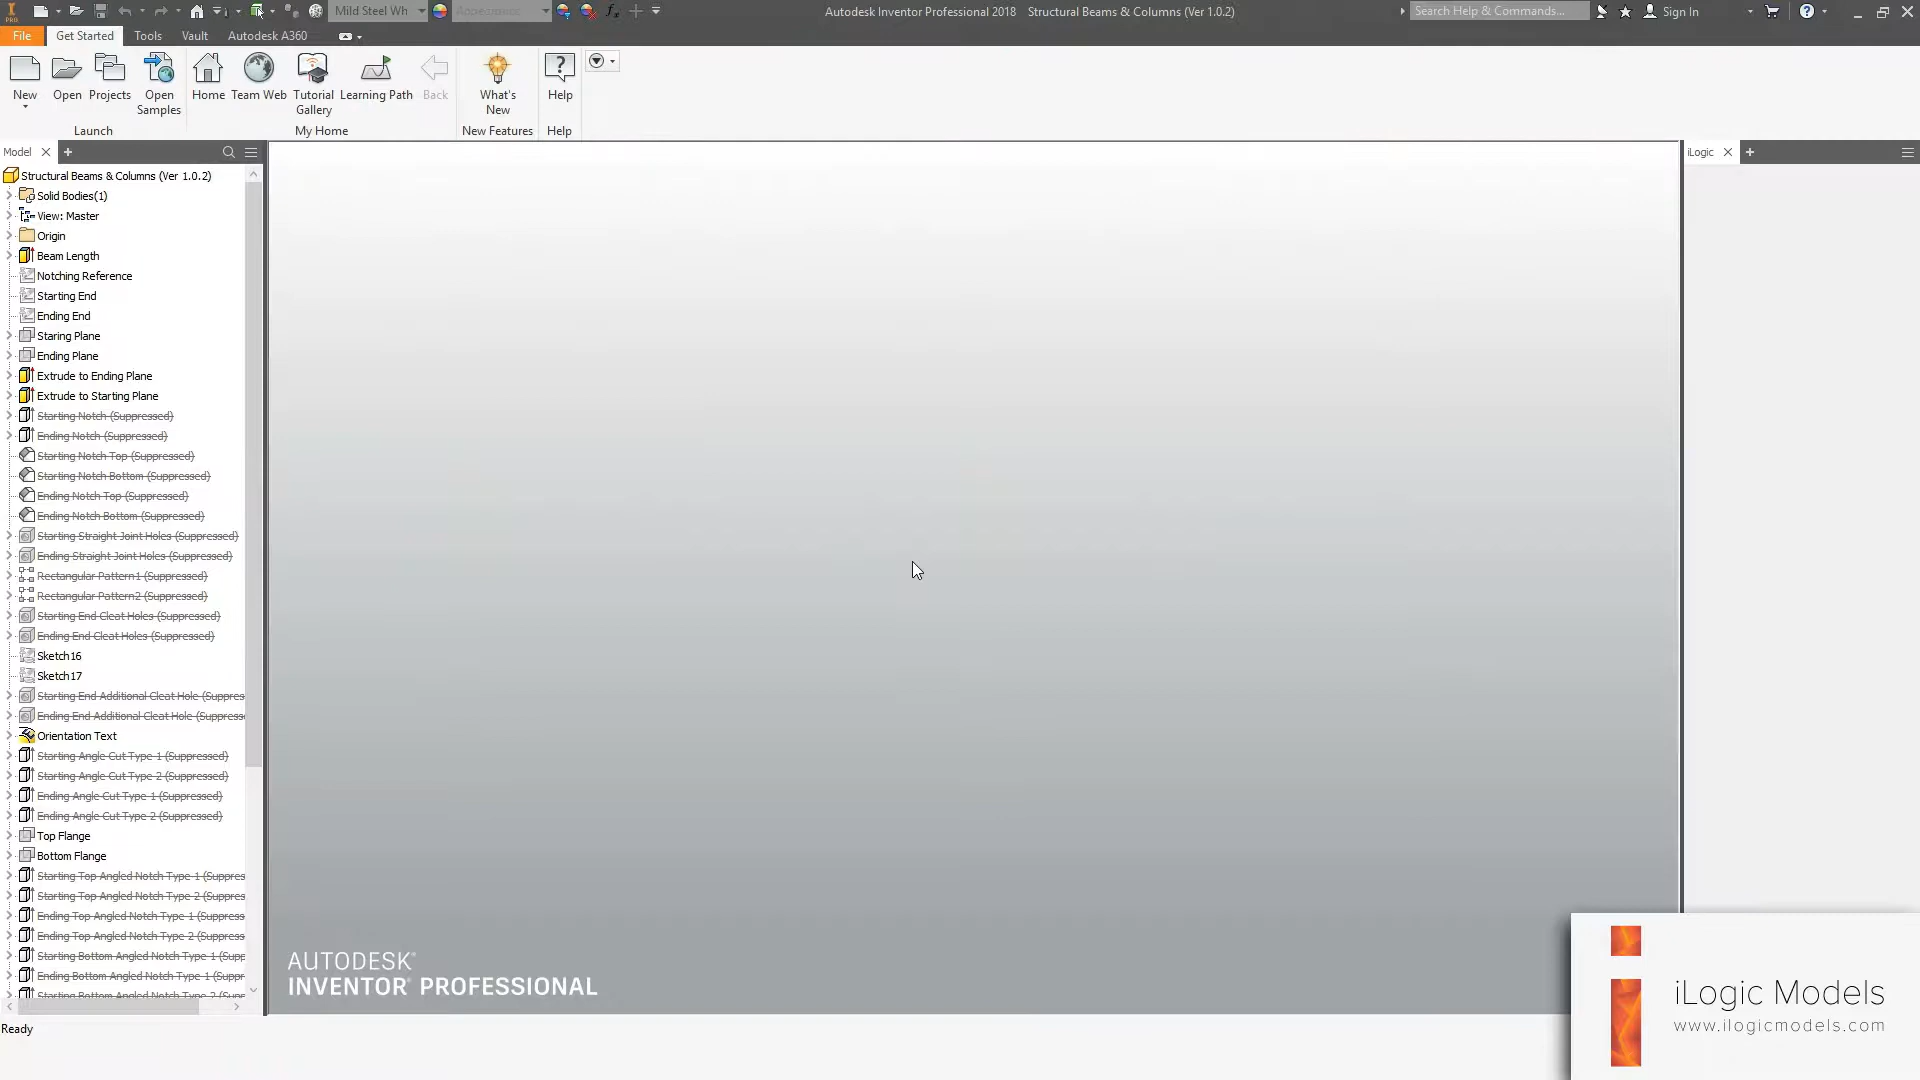 Mild Steel Wh
Appearance
Autodesk Inventor Professional 2018 Structural Beams & Columns (Ver 1.0.2)
Search Help & Commands...
Sign In
PRO
File
Get Started
Tools
Vault
Autodesk A360
New
Open
Projects
Open
Samples
Home
Team Web
Tutorial
Gallery
Learning Path
Back
What's
New
Help
Launch
My Home
New Features
Help
Model
iLogic
Structural Beams & Columns (Ver 1.0.2)
Solid Bodies(1)
View: Master
Origin
Beam Length
Notching Reference
Starting End
Ending End
Staring Plane
Ending Plane
Extrude to Ending Plane
Extrude to Starting Plane
Starting Notch (Suppressed)
Ending Notch (Suppressed)
Starting Notch Top (Suppressed)
Starting Notch Bottom (Suppressed)
Ending Notch Top (Suppressed)
Ending Notch Bottom (Suppressed)
Starting Straight Joint Holes (Suppressed)
Ending Straight Joint Holes (Suppressed)
Rectangular Pattern1 (Suppressed)
Rectangular Pattern2 (Suppressed)
Starting End Cleat Holes (Suppressed)
Ending End Cleat Holes (Suppressed)
Sketch16
Sketch17
Starting End Additional Cleat Hole (Suppres
Ending End Additional Cleat Hole (Suppress
Orientation Text
Starting Angle Cut Type 1 (Suppressed)
Starting Angle Cut Type 2 (Suppressed)
Ending Angle Cut Type 1 (Suppressed)
Ending Angle Cut Type 2 (Suppressed)
Top Flange
Bottom Flange
Starting Top Angled Notch Type 1 (Suppres
Starting Top Angled Notch Type 2 (Suppres
Ending Top Angled Notch Type 1 (Suppress
Ending Top Angled Notch Type 2 (Suppress
Starting Bottom Angled Notch Type 1 (Supp
Ending Bottom Angled Notch Type 1 (Suppr
Starting Bottom Angled Notch Type 2 (Supp
Ready
AUTODESK®
INVENTOR® PROFESSIONAL
iLogic Models
www.ilogicmodels.com